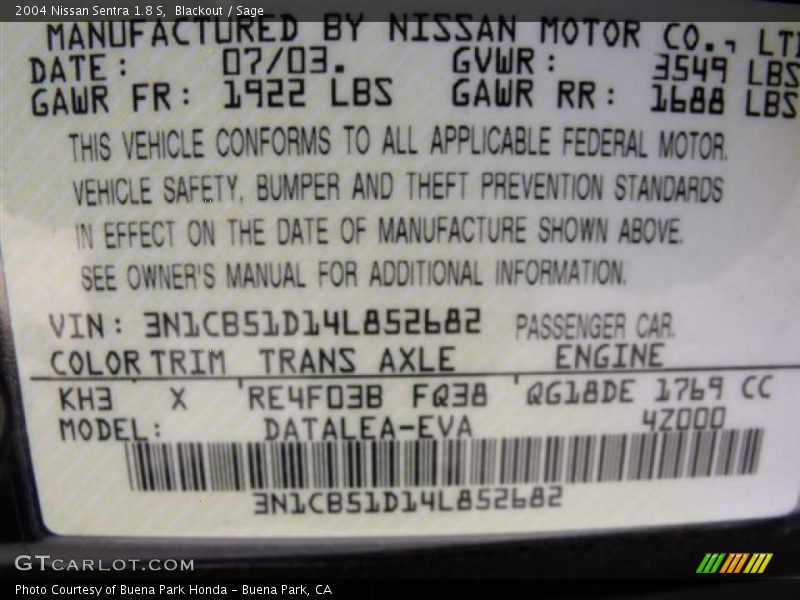 2004 Nissan Sentra 1.8 S, Blackout / Sage
MANUFACTURED BY NISSAN MOTOR CO., LTD
DATE: 07/03. GVWR: 3549 LBS
GAWR FR: 1922 LBS GAWR RR: 1688 LBS
THIS VEHICLE CONFORMS TO ALL APPLICABLE FEDERAL MOTOR.
VEHICLE SAFETY, BUMPER AND THEFT PREVENTION STANDARDS
IN EFFECT ON THE DATE OF MANUFACTURE SHOWN ABOVE.
SEE OWNER'S MANUAL FOR ADDITIONAL INFORMATION.
VIN: 3N1CB51D14L852682 PASSENGER CAR.
COLOR TRIM TRANS AXLE ENGINE
KH3 X RE4F03B FQ38 QG18DE 1769 CC
MODEL: DATALEA-EVA 4Z000
3N1CB51D14L852682
GTCARLOT.COM
Photo Courtesy of Buena Park Honda - Buena Park, CA